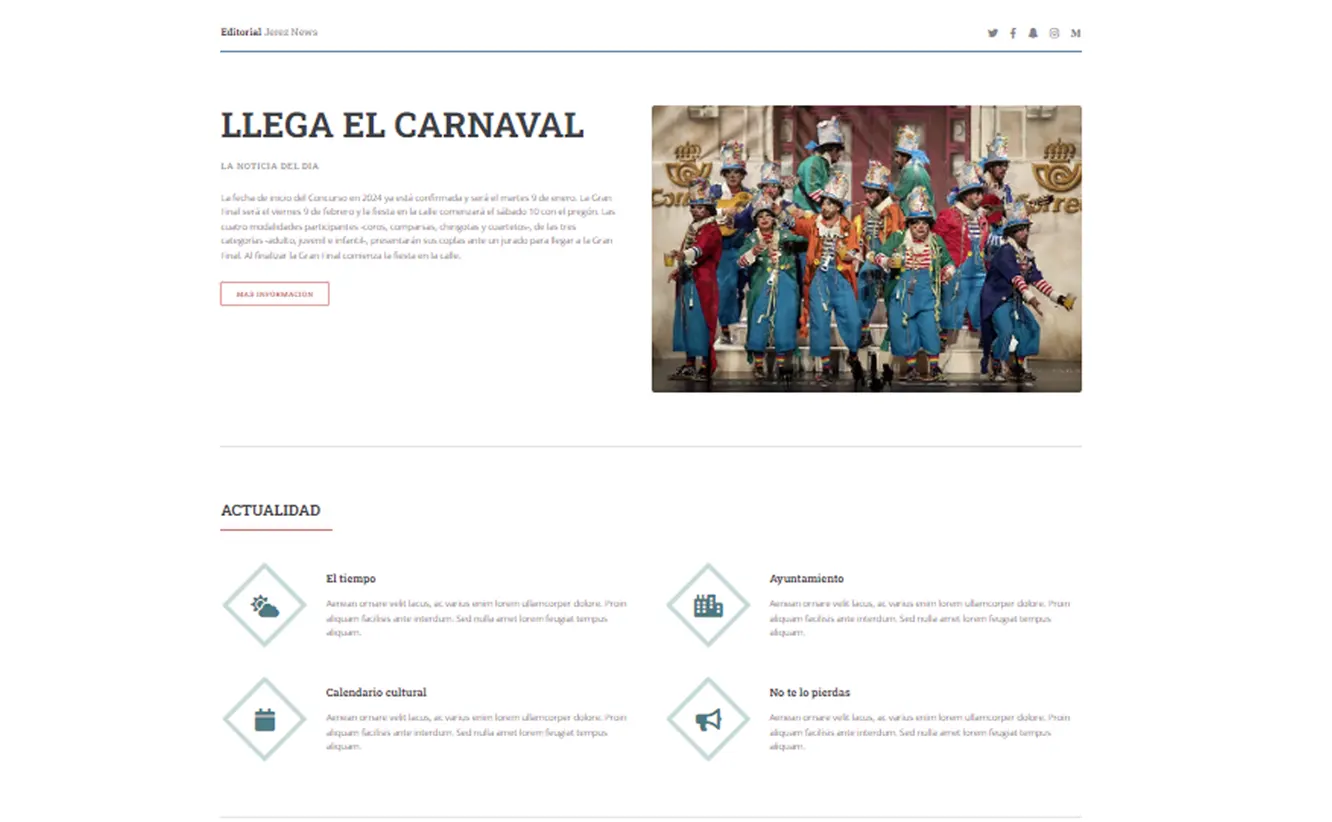 Editorial Jerez News
LLEGA EL CARNAVAL
LA NOTICIA DEL DIA
La fecha de inicio del Concurso en 2024 ya está confirmada y será el martes 9 de enero. La Gran
Final será el viernes 9 de febrero y la fiesta en la calle comenzará el sábado 10 con el pregón. Las
cuatro modalidades participantes -coros, comparsas, chirigotas y cuartetos-, de las tres
categorías -adulto, juvenil e infantil-, presentarán sus coplas ante un jurado para llegar a la Gran
Final. Al finalizar la Gran Final comienza la fiesta en la calle.
MAS INFORMACION
ACTUALIDAD
El tiempo
Aenean ornare velit lacus, ac varius enim lorem ullamcorper dolore. Proin
aliquam facilisis ante interdum. Sed nulla amet lorem feugiat tempus
aliquam.
Ayuntamiento
Aenean ornare velit lacus, ac varius enim lorem ullamcorper dolore. Proin
aliquam facilisis ante interdum. Sed nulla amet lorem feugiat tempus
aliquam.
Calendario cultural
Aenean ornare velit lacus, ac varius enim lorem ullamcorper dolore. Proin
aliquam facilisis ante interdum. Sed nulla amet lorem feugiat tempus
aliquam.
No te lo pierdas
Aenean ornare velit lacus, ac varius enim lorem ullamcorper dolore. Proin
aliquam facilisis ante interdum. Sed nulla amet lorem feugiat tempus
aliquam.